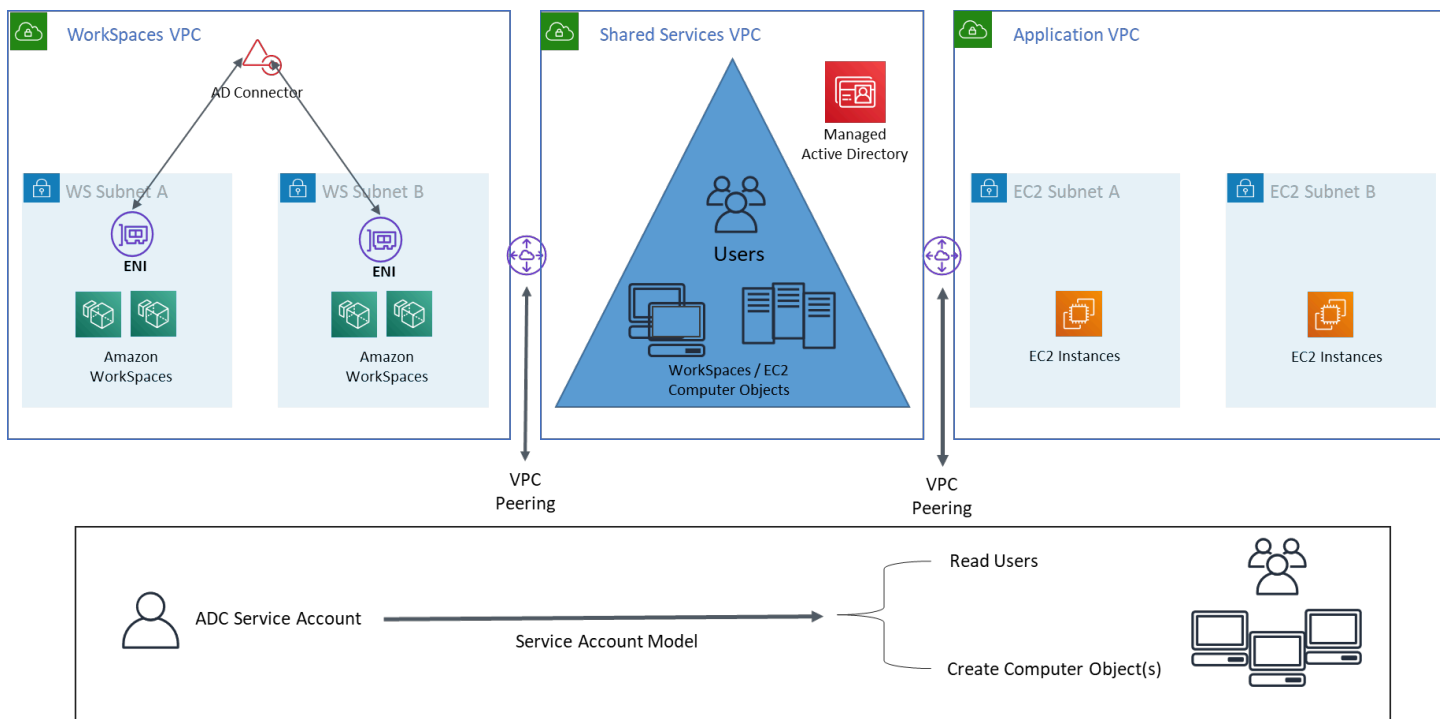 WorkSpaces VPC
AD Connector
WS Subnet A
ENI
Amazon
WorkSpaces
WS Subnet B
ENI
Amazon
WorkSpaces
Shared Services VPC
Managed
Active Directory
Users
WorkSpaces / EC2
Computer Objects
Application VPC
EC2 Subnet A
EC2 Instances
EC2 Subnet B
EC2 Instances
VPC
Peering
VPC
Peering
ADC Service Account
Service Account Model
Read Users
Create Computer Object(s)